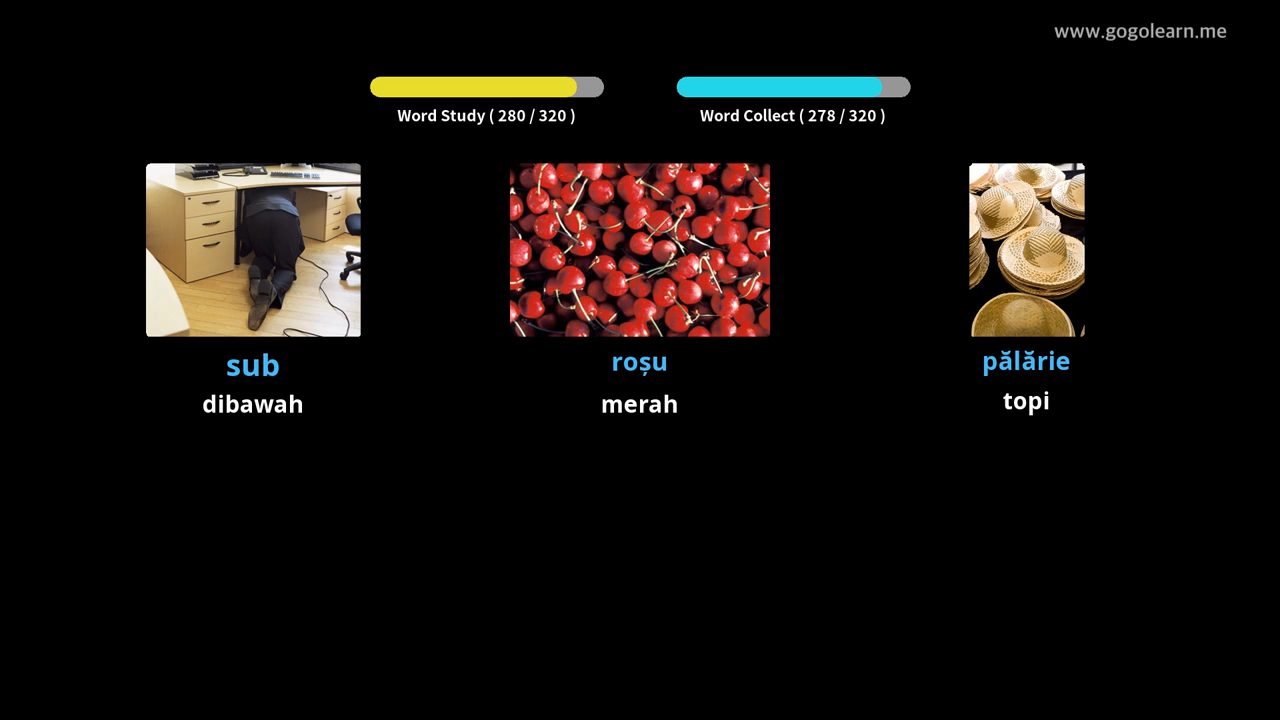 www.gogolearn.me
Word Study ( 280 / 320 )
Word Collect ( 278 / 320 )
sub
dibawah
roșu
merah
pălărie
topi